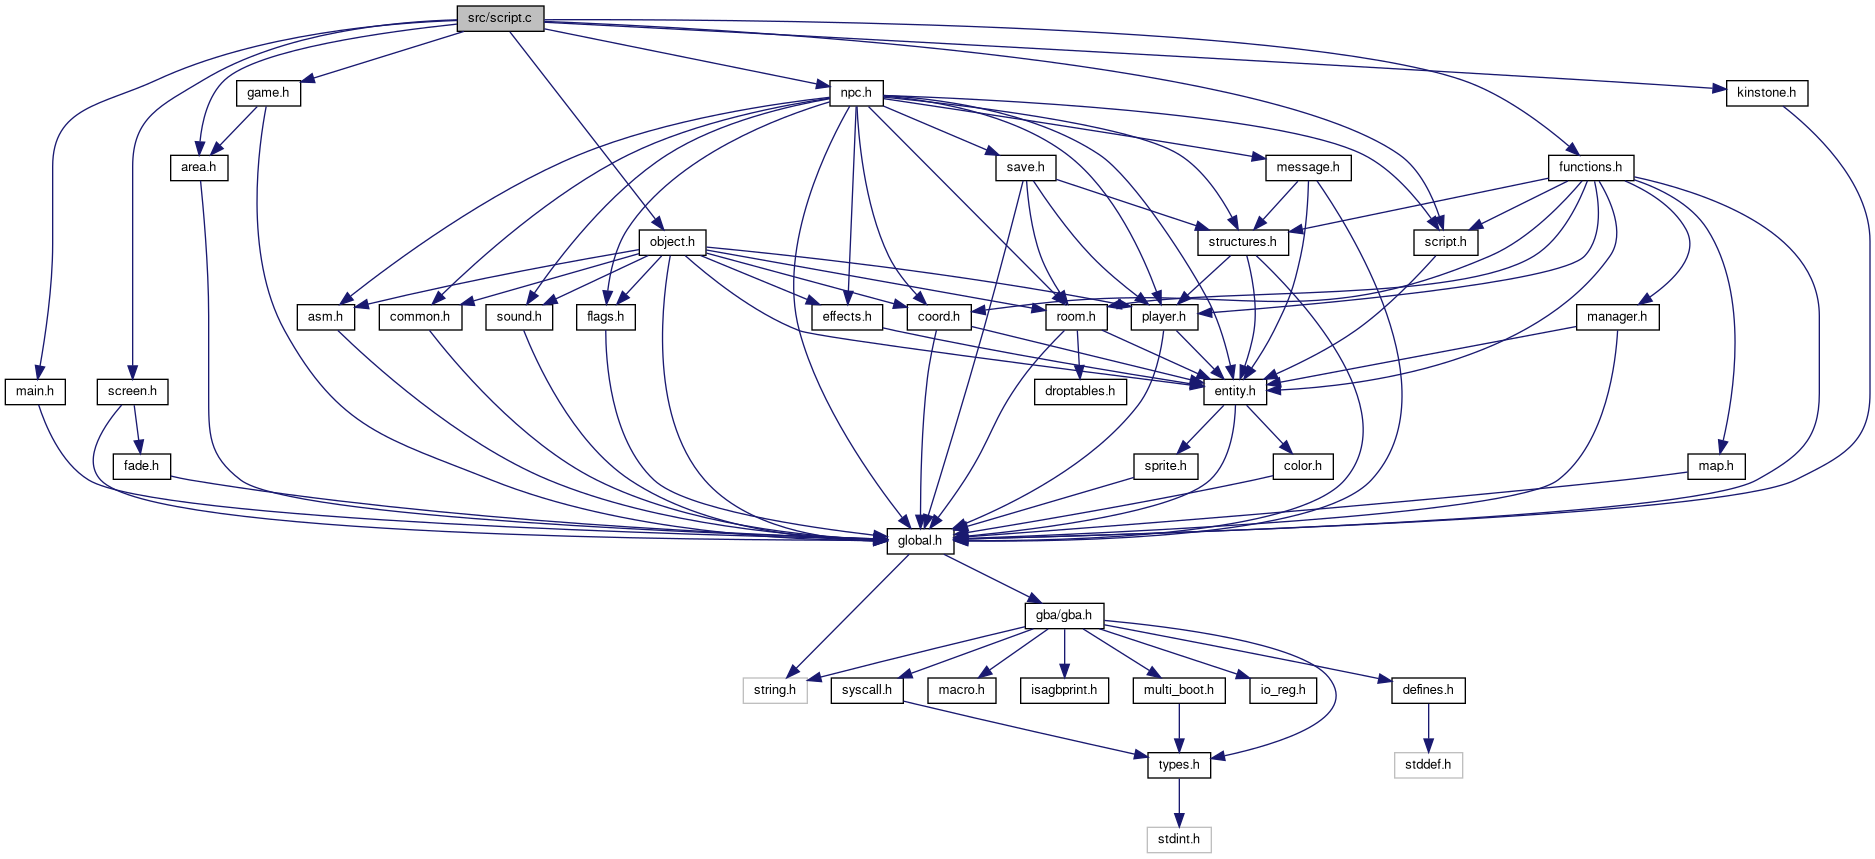 src/script.c
game.h
npc.h
kinstone.h
area.h
save.h
message.h
functions.h
object.h
structures.h
script.h
asm.h
common.h
sound.h
flags.h
effects.h
coord.h
room.h
player.h
manager.h
main.h
screen.h
droptables.h
entity.h
fade.h
sprite.h
color.h
map.h
global.h
gba/gba.h
string.h
syscall.h
macro.h
isagbprint.h
multi_boot.h
io_reg.h
defines.h
types.h
stddef.h
stdint.h